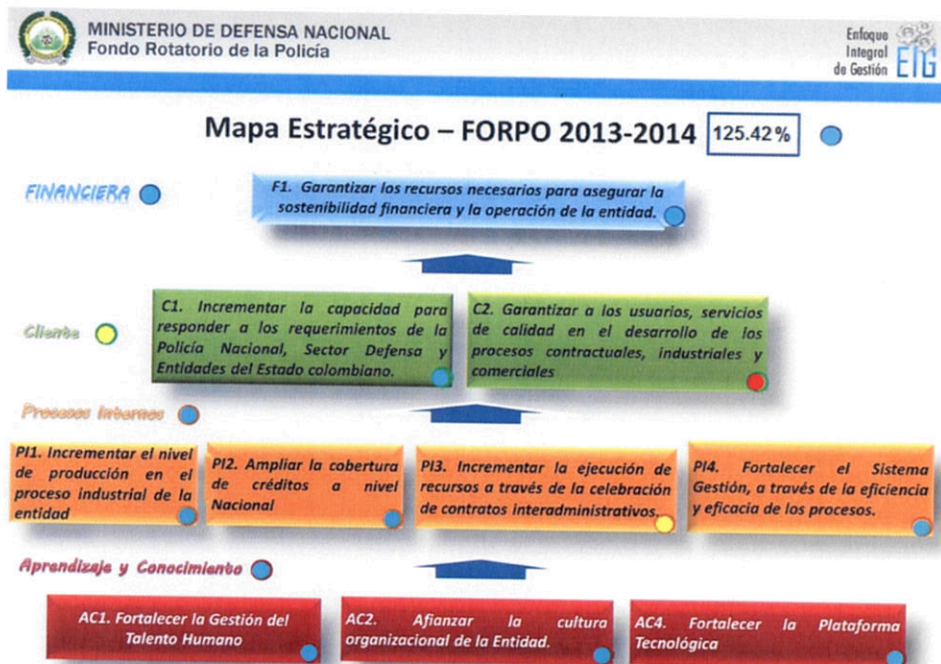 MINISTERIO DE DEFENSA NACIONAL
Fondo Rotatorio de la Policía
Enfoque
Integral
de Gestión
EIG
Mapa Estratégico – FORPO 2013-2014
125.42%
FINANCIERA
F1. Garantizar los recursos necesarios para asegurar la
sostenibilidad financiera y la operación de la entidad.
Cliente
C1. Incrementar la capacidad para
responder a los requerimientos de la
Policía Nacional, Sector Defensa y
Entidades del Estado colombiano.
C2. Garantizar a los usuarios, servicios
de calidad en el desarrollo de los
procesos contractuales, industriales y
comerciales
Procesos Internos
PI1. Incrementar el nivel
de producción en el
proceso industrial de la
entidad
PI2. Ampliar la cobertura
de créditos a nivel
Nacional
PI3. Incrementar la ejecución de
recursos a través de la celebración
de contratos interadministrativos.
PI4. Fortalecer el Sistema
Gestión, a través de la eficiencia
y eficacia de los procesos.
Aprendizaje y Conocimiento
AC1. Fortalecer la Gestión del
Talento Humano
AC2. Afianzar la cultura
organizacional de la Entidad.
AC4. Fortalecer la Plataforma
Tecnológica